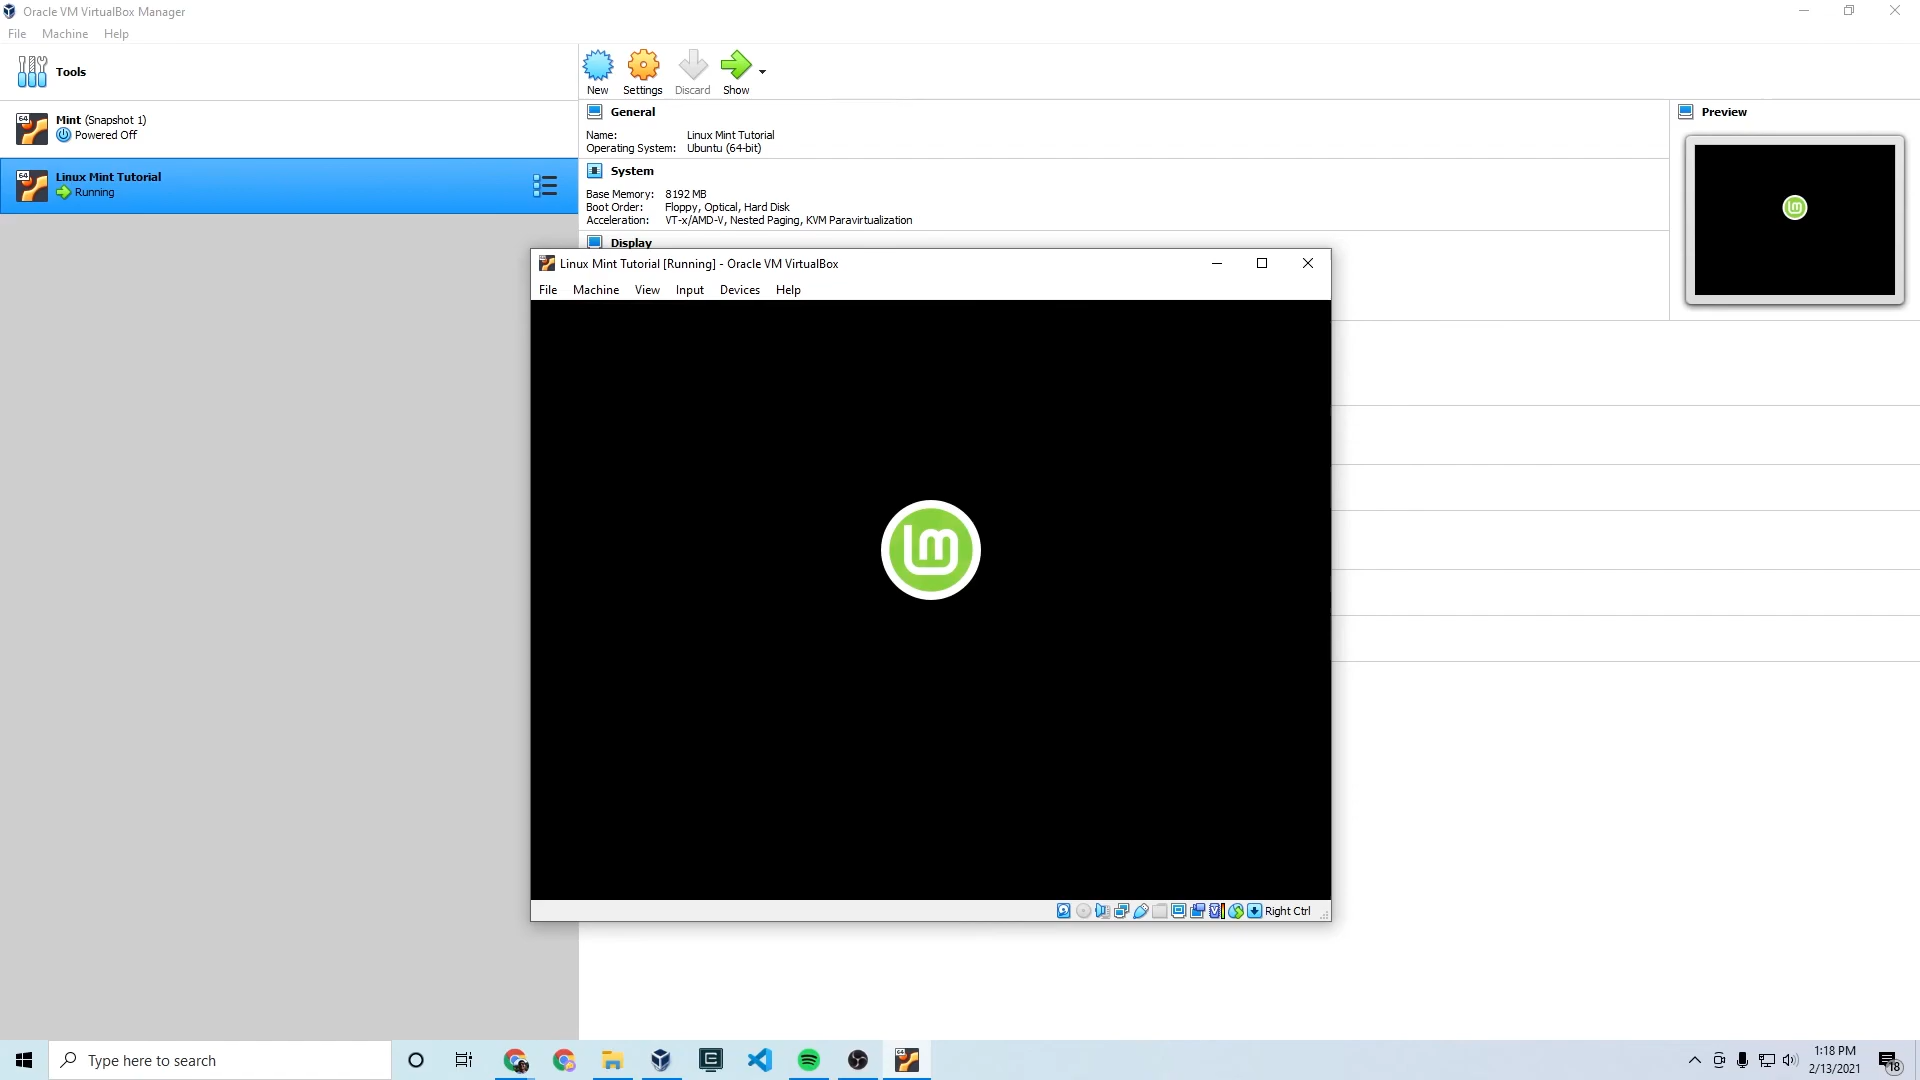 Oracle VM VirtualBox Manager
File Machine Help
Tools
New Settings Discard Show
64 Mint (Snapshot 1)
Powered Off
64 Linux Mint Tutorial
Running
General
Name: Linux Mint Tutorial
Operating System: Ubuntu (64-bit)
System
Base Memory: 8192 MB
Boot Order: Floppy, Optical, Hard Disk
Acceleration: VT-x/AMD-V, Nested Paging, KVM Paravirtualization
Display
Preview
Linux Mint Tutorial [Running] - Oracle VM VirtualBox
File Machine View Input Devices Help
lm
Right Ctrl
Type here to search
1:18 PM
2/13/2021
18